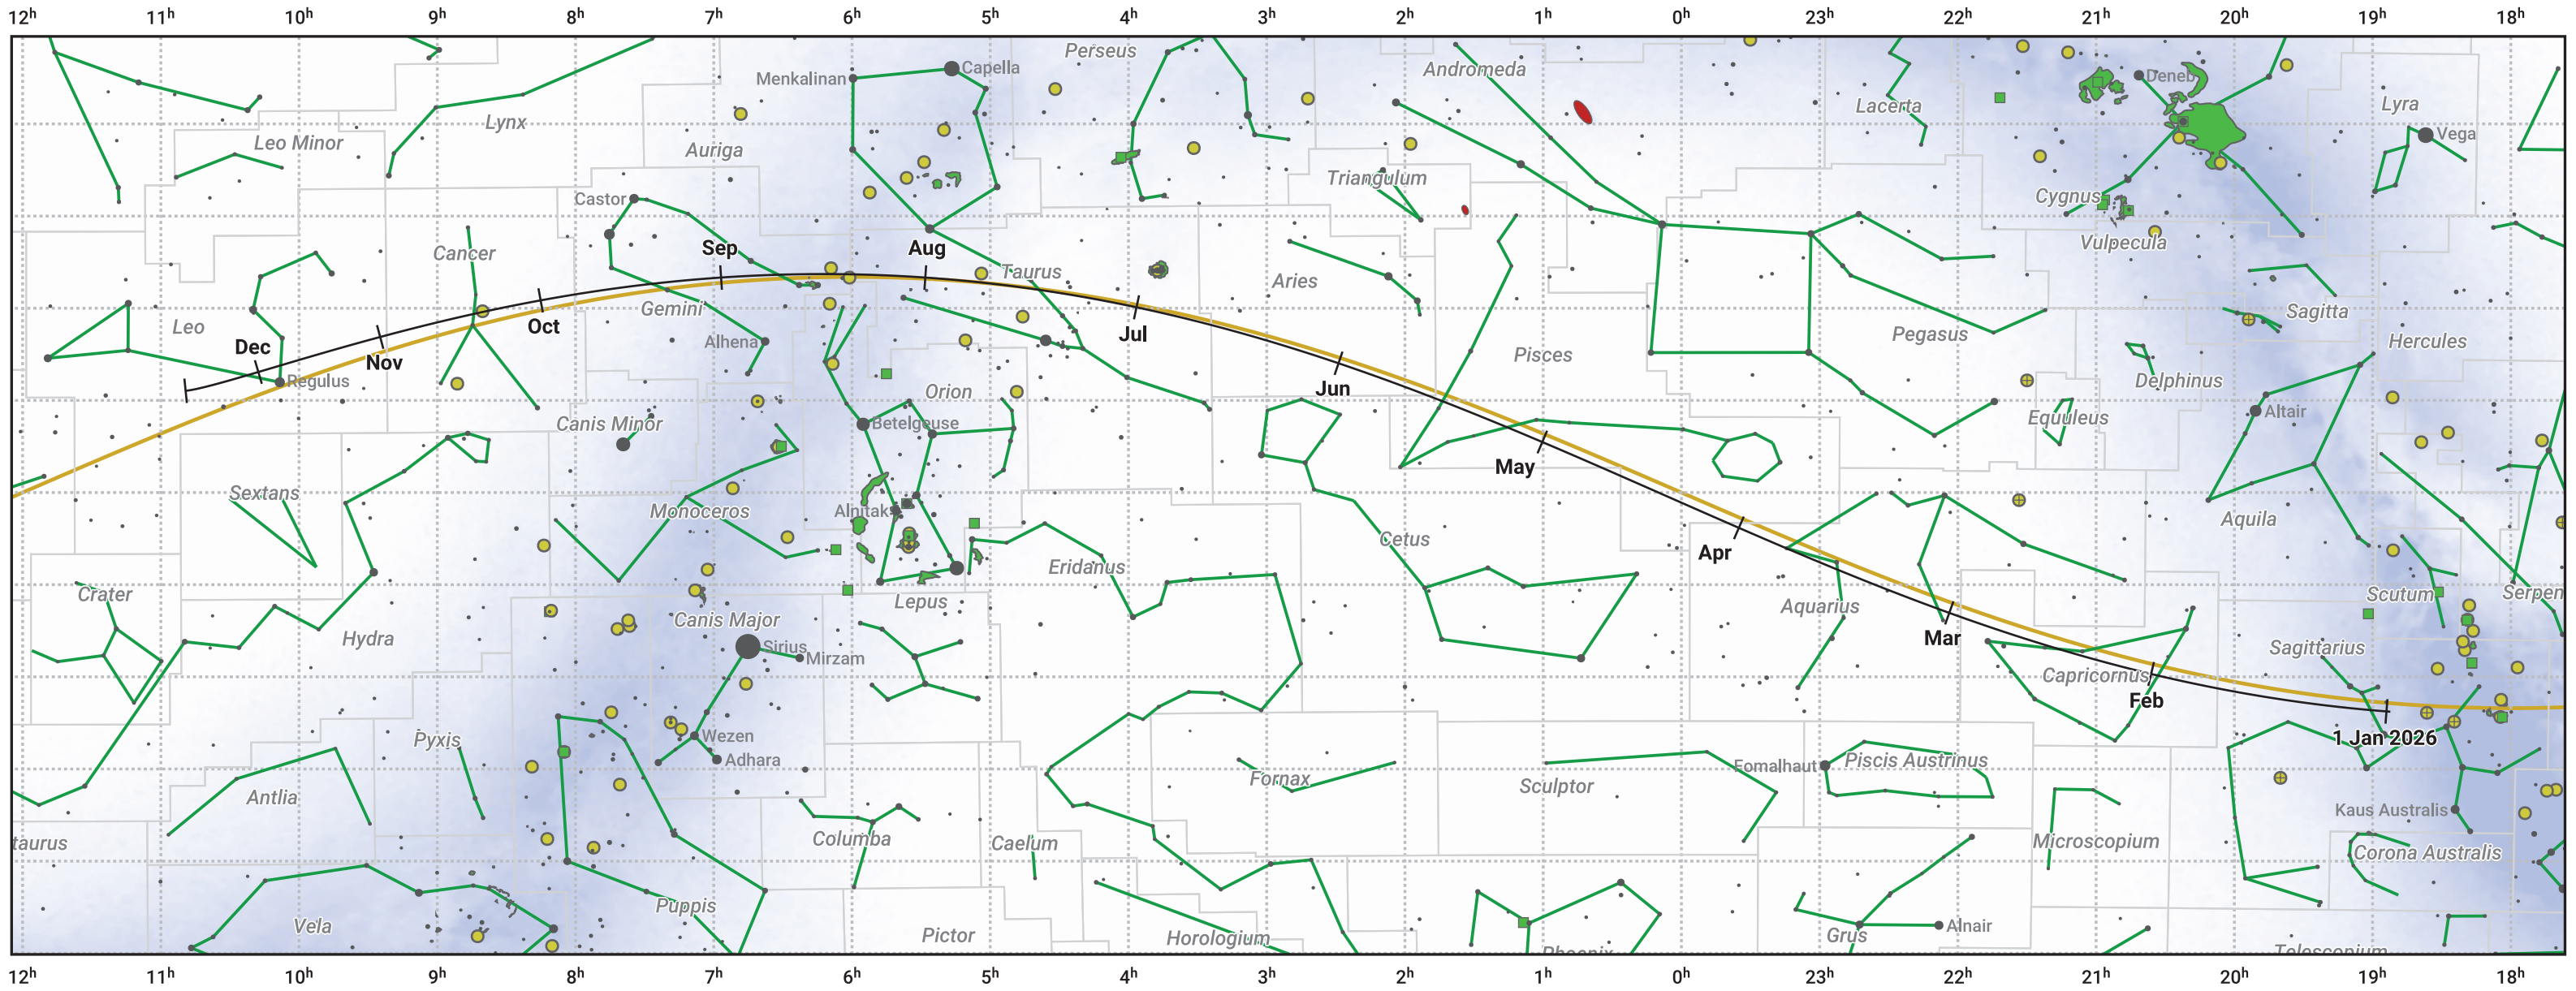 12h 11h 10h 9h 8h 7h 6h 5h 4h 3h 2h 1h 0h 23h 22h 21h 20h 19h 18h
Perseus
Andromeda
Menkalinan
Capella
Deneb
Lacerta
Lyra
Lynx
Vega
Leo Minor
Auriga
Triangulum
Castor
Cygnus
Vulpecula
Cancer
Sep
Aug
Taurus
Aries
Gemini
Sagitta
Leo
Oct
Jul
Pegasus
Hercules
Alhena
Dec
Nov
Pisces
Regulus
Jun
Delphinus
Orion
Altair
Canis Minor
Betelgeuse
Equuleus
May
Sextans
Monoceros
Alnitak
Aquila
Cetus
Apr
Eridanus
Crater
Lepus
Aquarius
Scutum
Serpen
Canis Major
Hydra
Mar
Sirius
Mirzam
Sagittarius
Capricornus
Feb
Wezen
Pyxis
1 Jan 2026
Adhara
Fomalhaut
Piscis Austrinus
Fornax
Sculptor
Antlia
Kaus Australis
taurus
Columba
Caelum
Microscopium
Corona Australis
Puppis
Vela
Pictor
Horologium
Grus
Alnair
Phoenix
Telescopium
12h 11h 10h 9h 8h 7h 6h 5h 4h 3h 2h 1h 0h 23h 22h 21h 20h 19h 18h